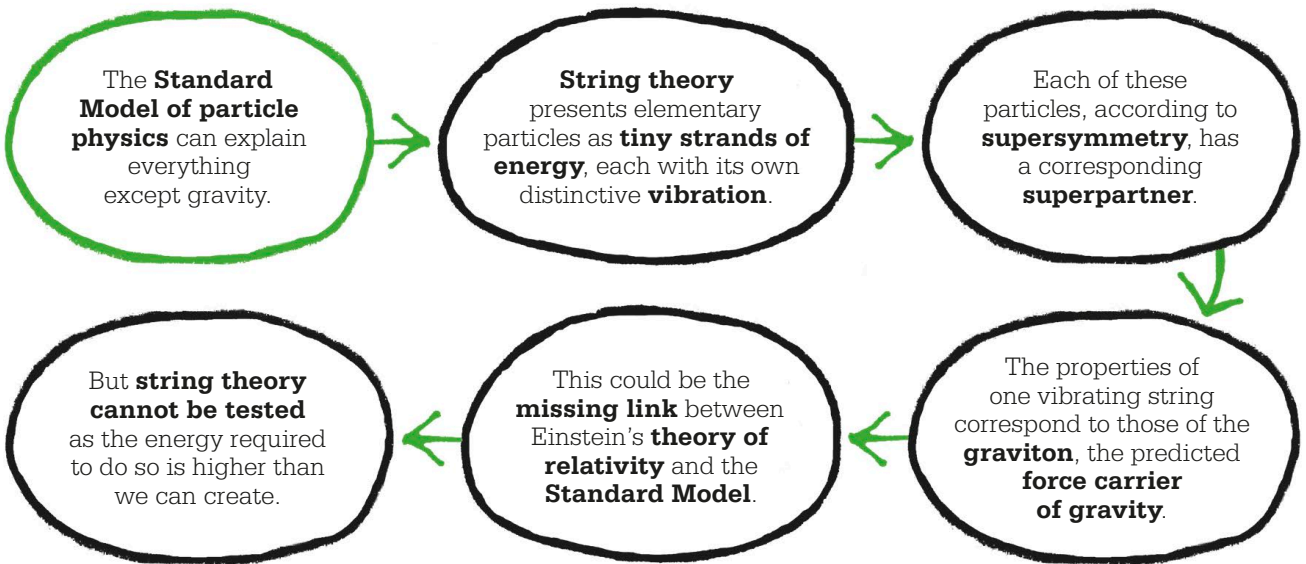 The Standard
Model of particle
physics can explain
everything
except gravity.
String theory
presents elementary
particles as tiny strands of
energy, each with its own
distinctive vibration.
Each of these
particles, according to
supersymmetry, has
a corresponding
superpartner.
The properties of
one vibrating string
correspond to those of the
graviton, the predicted
force carrier
of gravity.
This could be the
missing link between
Einstein’s theory of
relativity and the
Standard Model.
But string theory
cannot be tested
as the energy required
to do so is higher than
we can create.